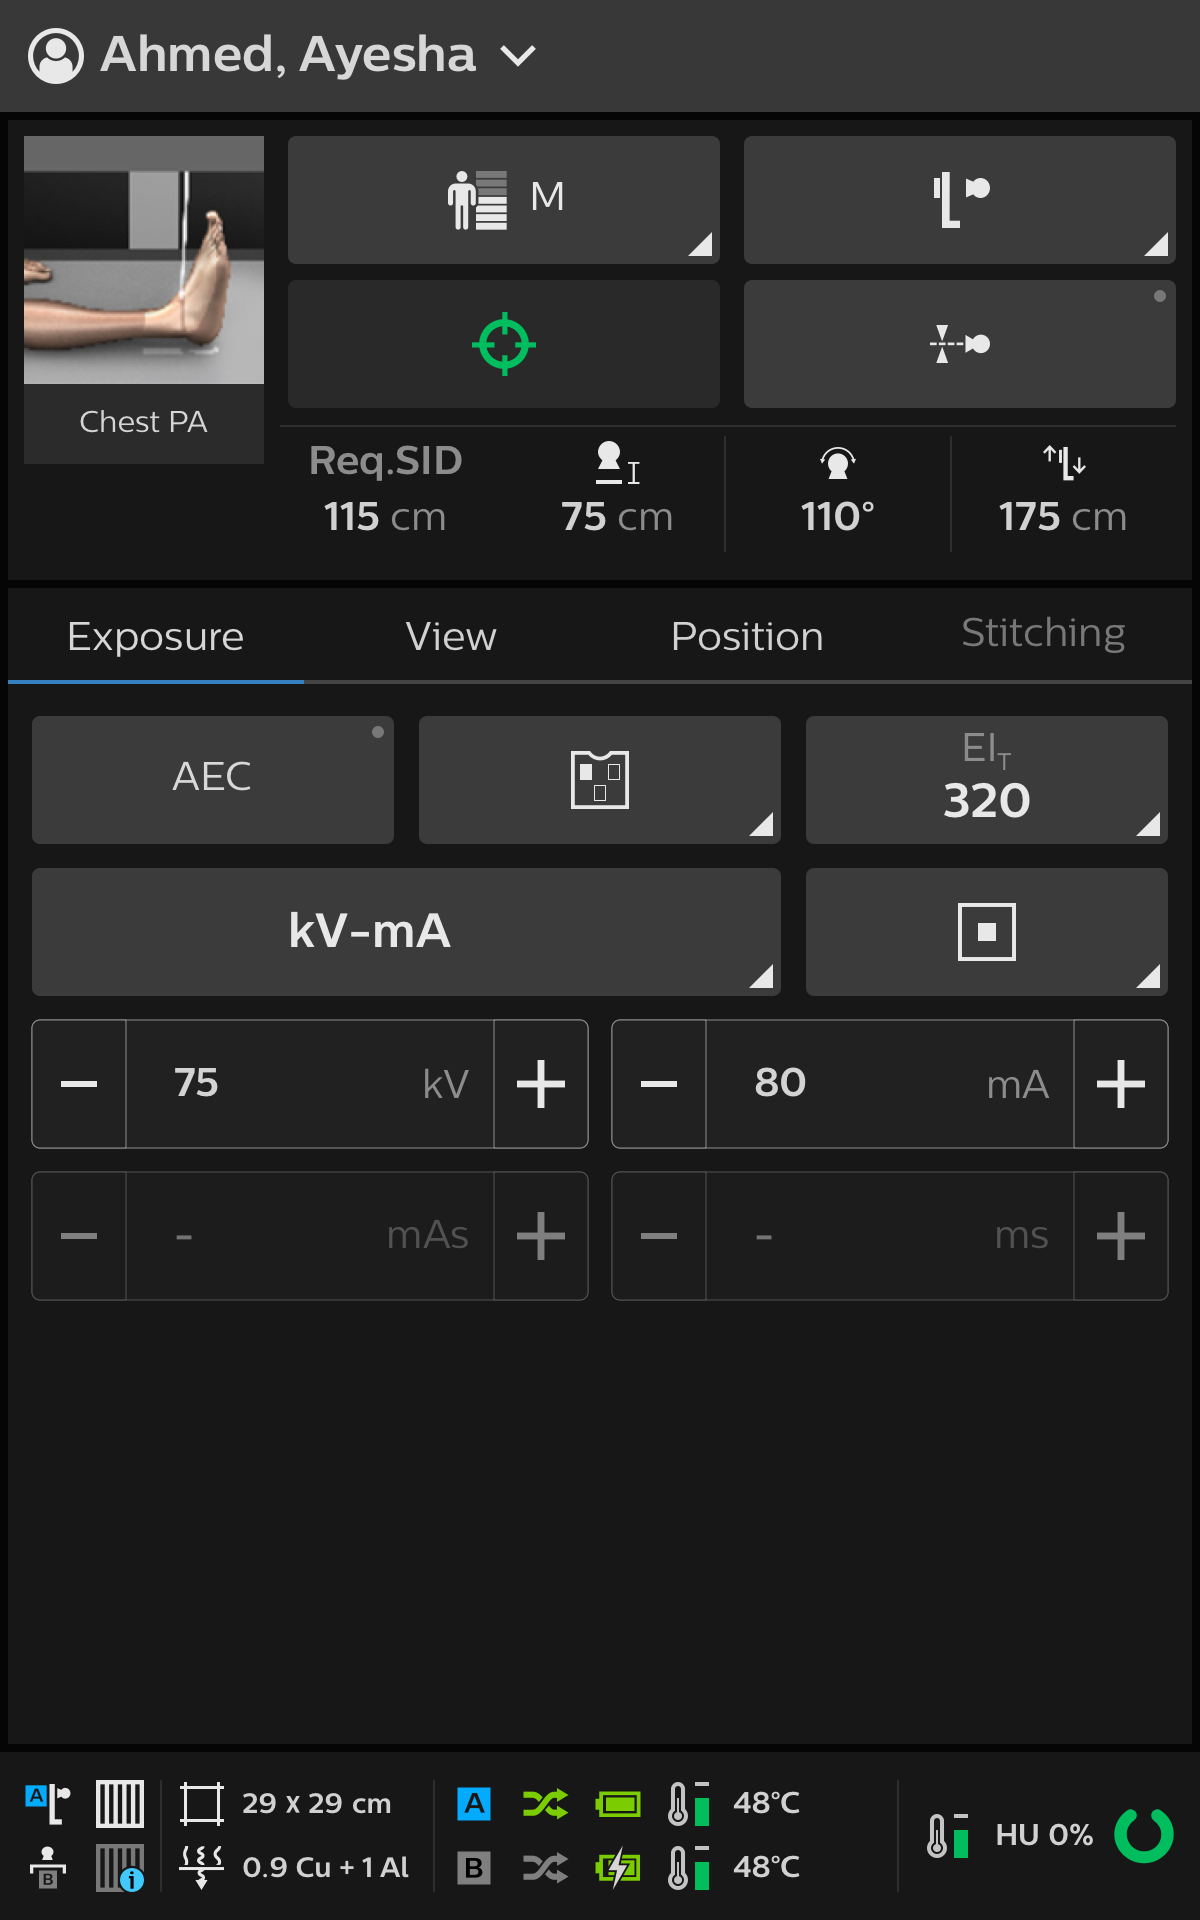 Ahmed, Ayesha
M
Chest PA
Req.SID
115 cm
75 cm
110°
175 cm
Exposure View Position Stitching
AEC
EI T
320
kV-mA
75 kV
80 mA
- mAs
- ms
A
29 x 29 cm
A
48°C
HU 0%
B
i
0.9 Cu + 1 Al
B
48°C